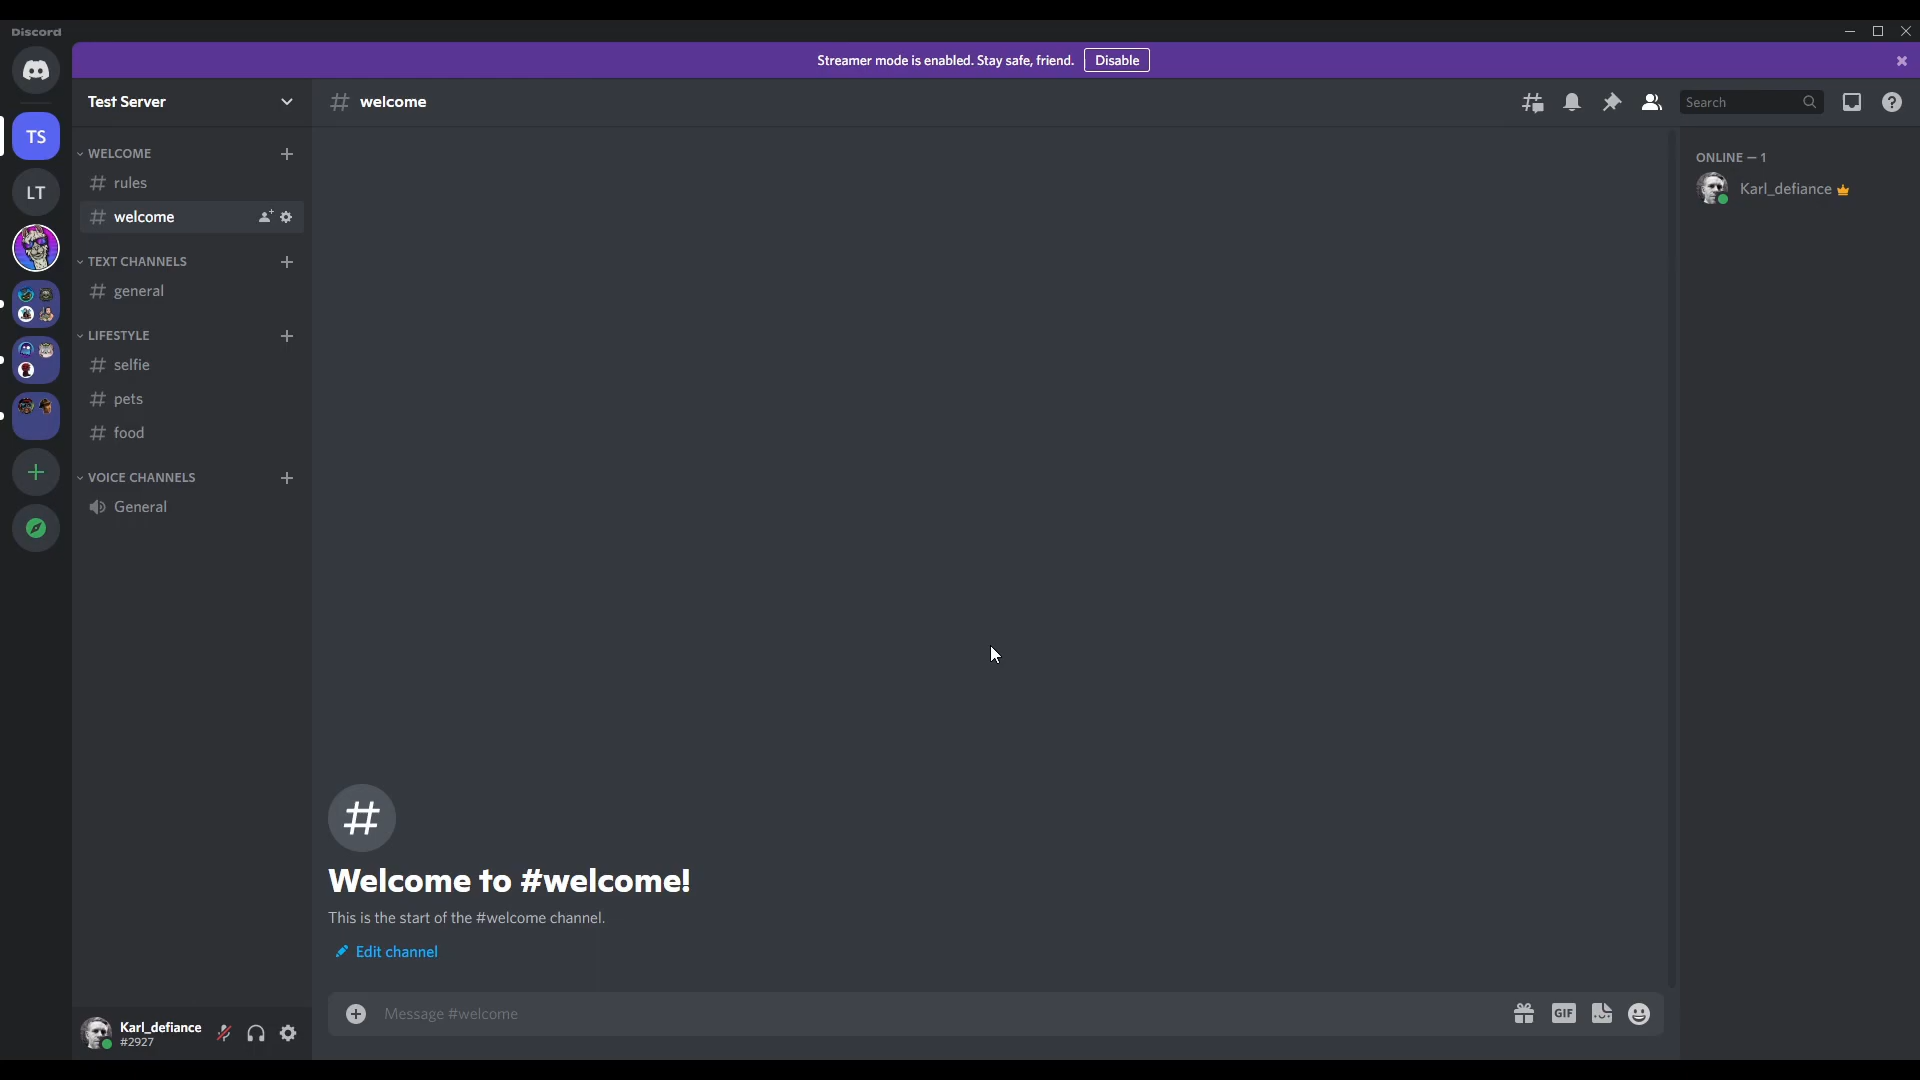 Discord
Streamer mode is enabled. Stay safe, friend. Disable
Test Server
# welcome
Search
TS
LT
WELCOME
# rules
# welcome
TEXT CHANNELS
# general
LIFESTYLE
# selfie
# pets
# food
VOICE CHANNELS
General
#
Welcome to #welcome!
This is the start of the #welcome channel.
Edit channel
Message #welcome
GIF
Karl_defiance
#2927
ONLINE — 1
Karl_defiance